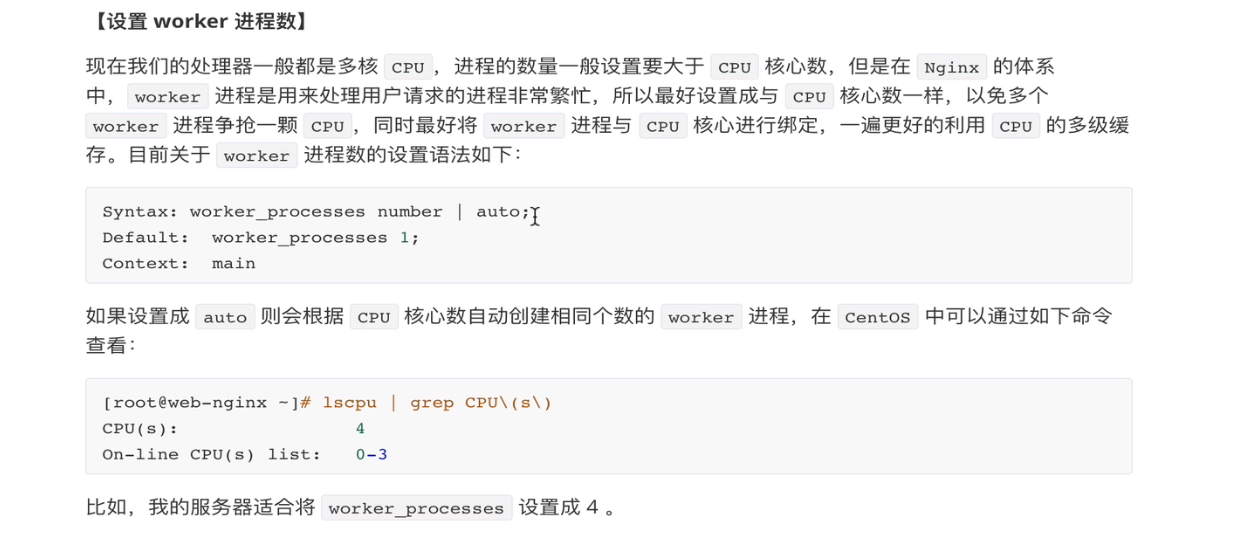 【设置 worker 进程数】
现在我们的处理器一般都是多核 CPU ，进程的数量一般设置要大于 CPU 核心数，但是在 Nginx 的体系
中， worker 进程是用来处理用户请求的进程非常繁忙，所以最好设置成与 CPU 核心数一样，以免多个
worker 进程争抢一颗 CPU ，同时最好将 worker 进程与 CPU 核心进行绑定，一遍更好的利用 CPU 的多级缓
存。目前关于 worker 进程数的设置语法如下：
Syntax: worker_processes number | auto;
Default:  worker_processes 1;
Context:  main
如果设置成 auto 则会根据 CPU 核心数自动创建相同个数的 worker 进程，在 CentOS 中可以通过如下命令
查看：
[root@web-nginx ~]# lscpu | grep CPU\(s\)
CPU(s):                4
On-line CPU(s) list:   0-3
比如，我的服务器适合将 worker_processes 设置成 4 。